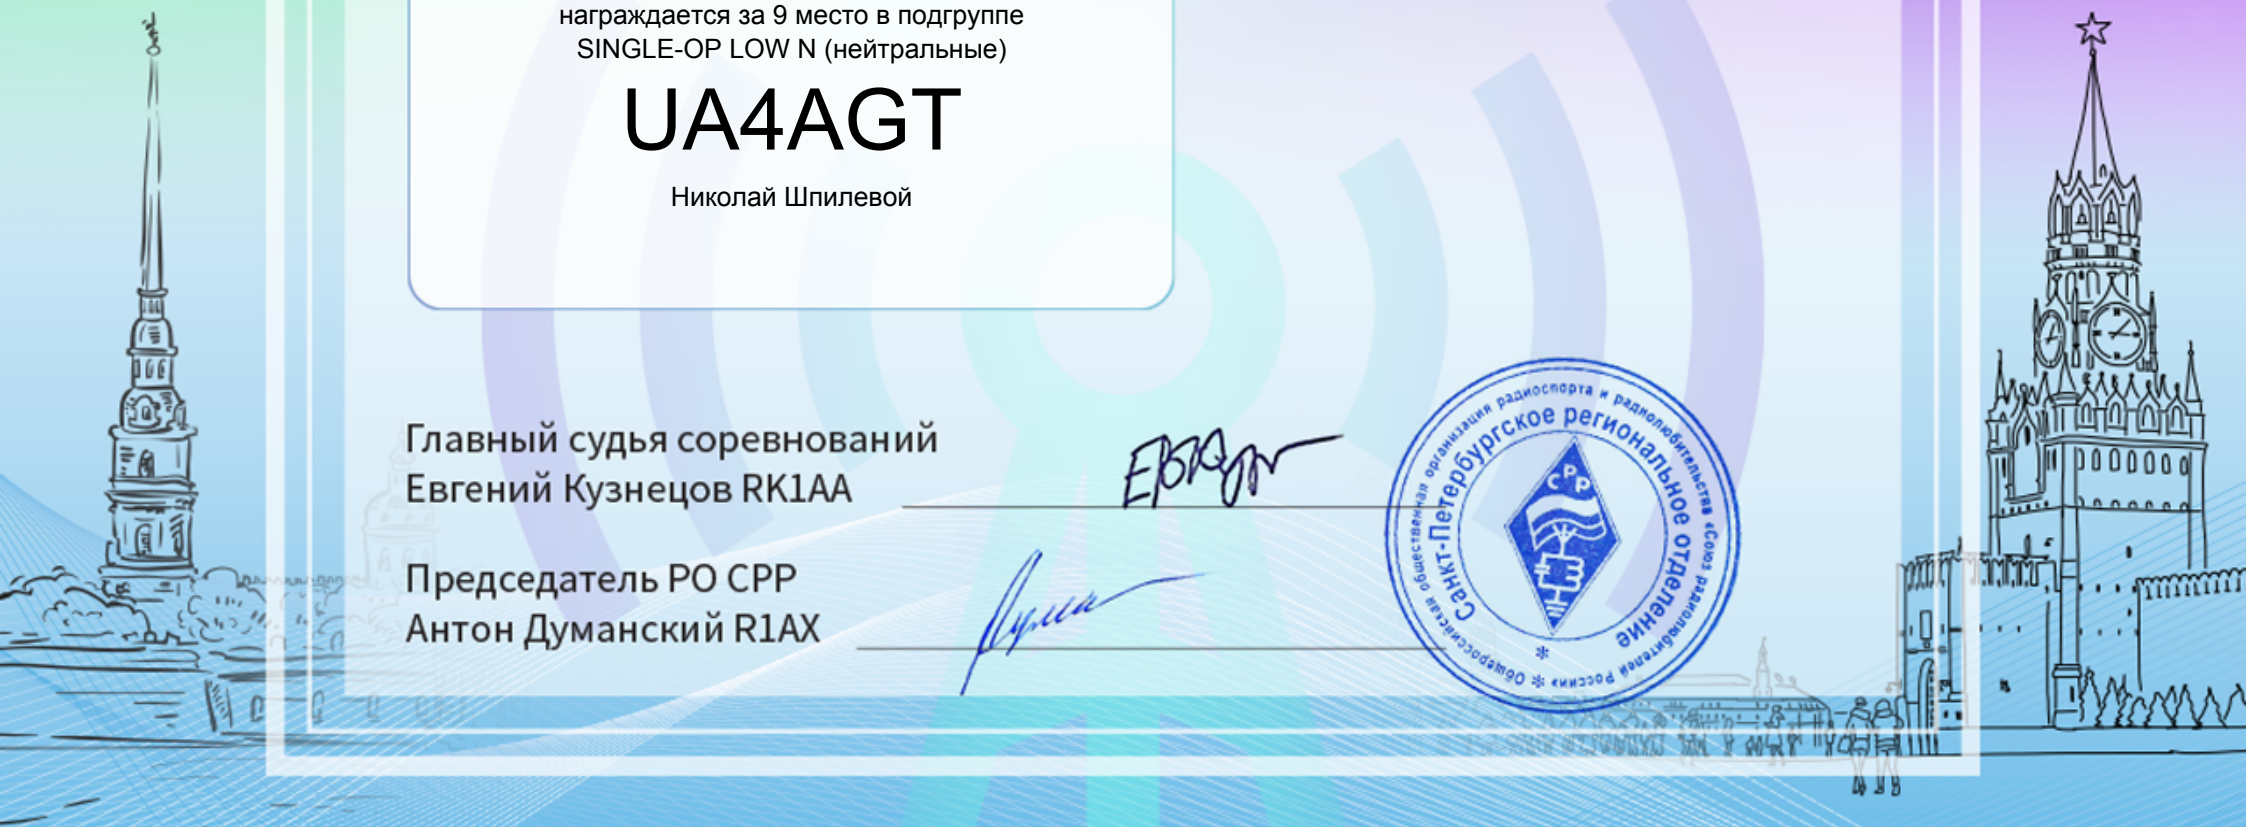 награждается за 9 место в подгруппе
SINGLE-OP LOW N (нейтральные)
UA4AGT
Николай Шпилевой
Главный судья соревнований
Евгений Кузнецов RK1AA
Председатель РО СРР
Антон Думанский R1AX
Общероссийская общественная организация радиоспорта и радиолюбительства «Союз радиолюбителей России»
Санкт-Петербургское региональное отделение
СРР